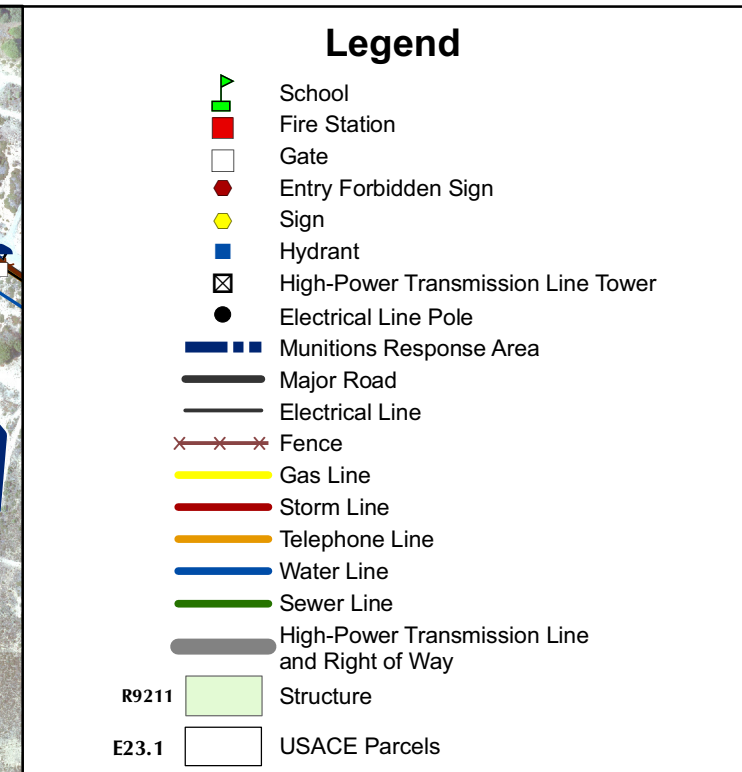 Legend
School
Fire Station
Gate
Entry Forbidden Sign
Sign
Hydrant
High-Power Transmission Line Tower
Electrical Line Pole
Munitions Response Area
Major Road
Electrical Line
Fence
Gas Line
Storm Line
Telephone Line
Water Line
Sewer Line
High-Power Transmission Line
and Right of Way
R9211 Structure
E23.1 USACE Parcels